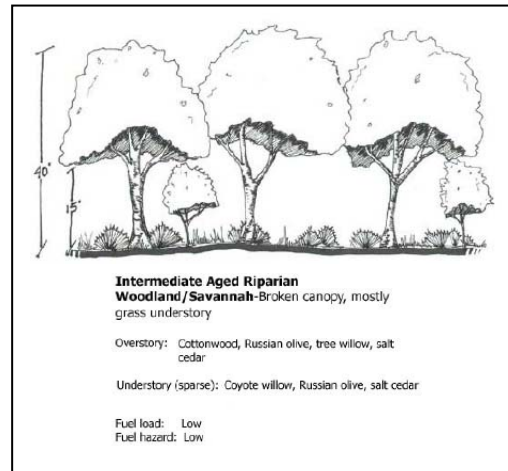 40'
15'
Intermediate Aged Riparian
Woodland/Savannah-Broken canopy, mostly
grass understory
Overstory: Cottonwood, Russian olive, tree willow, salt
cedar
Understory (sparse): Coyote willow, Russian olive, salt cedar
Fuel load: Low
Fuel hazard: Low